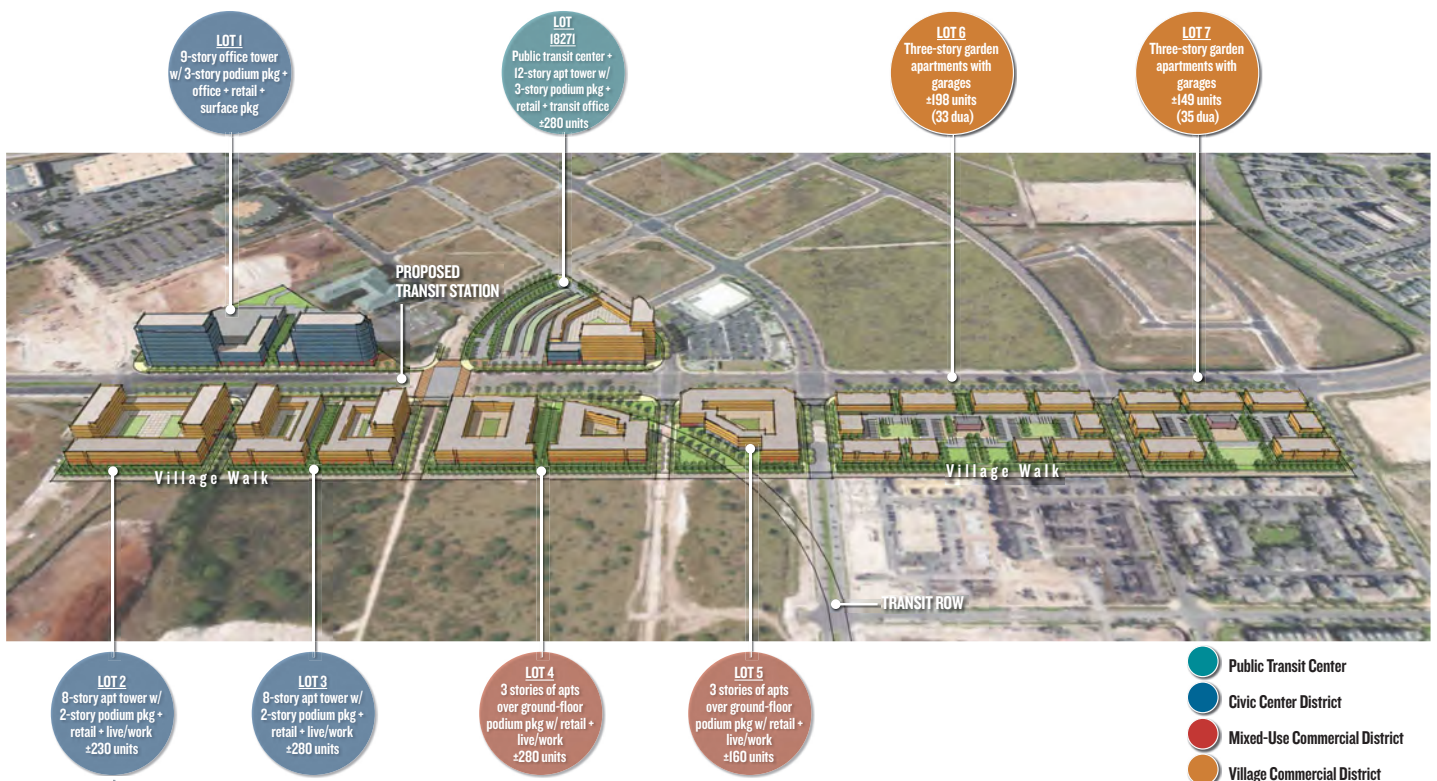 LOT 1
9-story office tower
w/ 3-story podium pkg +
office + retail +
surface pkg
LOT
18271
Public transit center +
12-story apt tower w/
3-story podium pkg +
retail + transit office
±280 units
LOT 6
Three-story garden
apartments with
garages
±198 units
(33 dua)
LOT 7
Three-story garden
apartments with
garages
±149 units
(35 dua)
PROPOSED
TRANSIT STATION
Village Walk
Village Walk
TRANSIT ROW
LOT 2
8-story apt tower w/
2-story podium pkg +
retail + live/work
±230 units
LOT 3
8-story apt tower w/
2-story podium pkg +
retail + live/work
±280 units
LOT 4
3 stories of apts
over ground-floor
podium pkg w/ retail +
live/work
±280 units
LOT 5
3 stories of apts
over ground-floor
podium pkg w/ retail +
live/work
±160 units
Public Transit Center
Civic Center District
Mixed-Use Commercial District
Village Commercial District